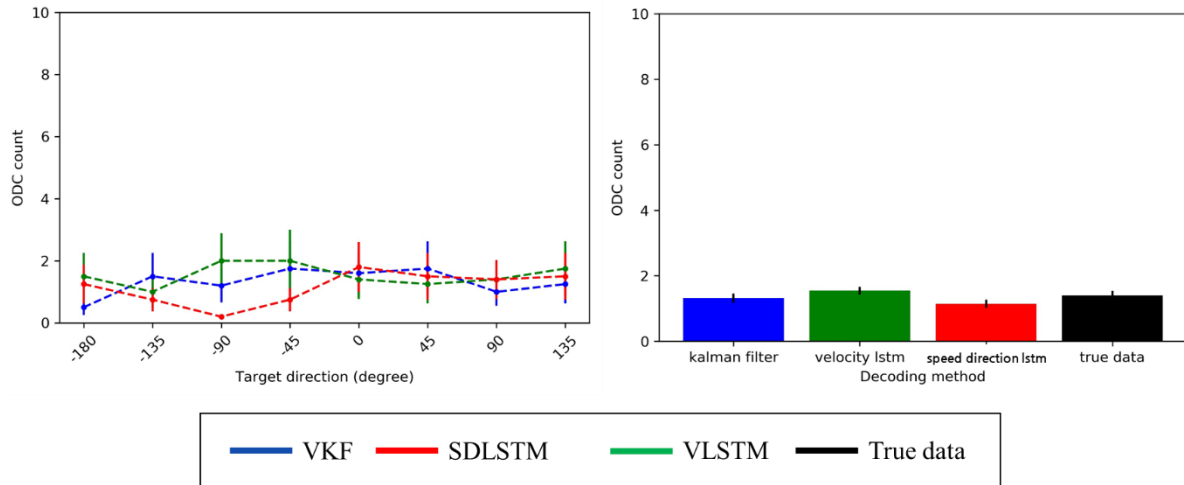 10
8
6
4
2
0
ODC count
-180
-135
-90
-45
0
45
90
135
Target direction (degree)
10
8
6
4
2
0
ODC count
kalman filter
velocity lstm
speed direction lstm
true data
Decoding method
VKF
SDLSTM
VLSTM
True data